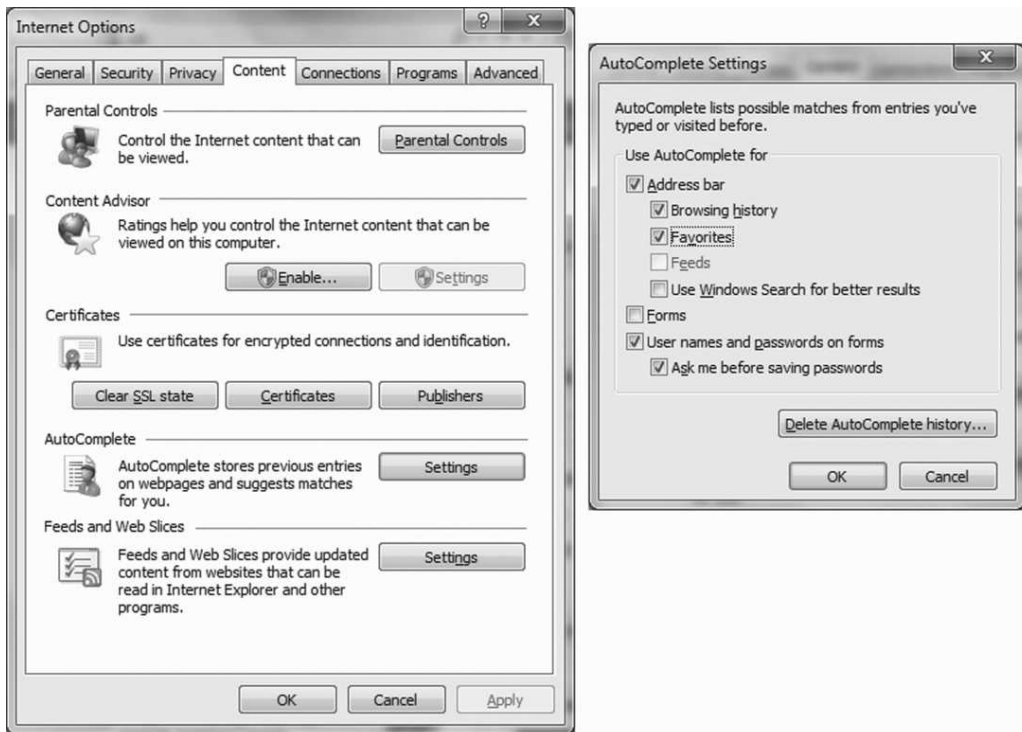 Internet Options
General Security Privacy Content Connections Programs Advanced
Parental Controls
Control the Internet content that can
be viewed.
Parental Controls
Content Advisor
Ratings help you control the Internet content that can be
viewed on this computer.
Enable... Settings
Certificates
Use certificates for encrypted connections and identification.
Clear SSL state Certificates Publishers
AutoComplete
AutoComplete stores previous entries
on webpages and suggests matches
for you.
Settings
Feeds and Web Slices
Feeds and Web Slices provide updated
content from websites that can be
read in Internet Explorer and other
programs.
Settings
OK Cancel Apply
AutoComplete Settings
AutoComplete lists possible matches from entries you've
typed or visited before.
Use AutoComplete for
Address bar
Browsing history
Favorites
Feeds
Use Windows Search for better results
Forms
User names and passwords on forms
Ask me before saving passwords
Delete AutoComplete history...
OK Cancel